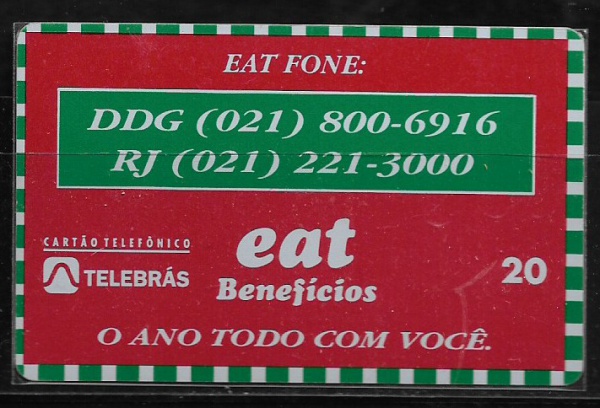 EAT FONE:
DDG (021) 800-6916
RJ (021) 221-3000
CARTÃO TELEFÔNICO
TELEBRÁS
eat
Benefícios
20
O ANO TODO COM VOCÊ.